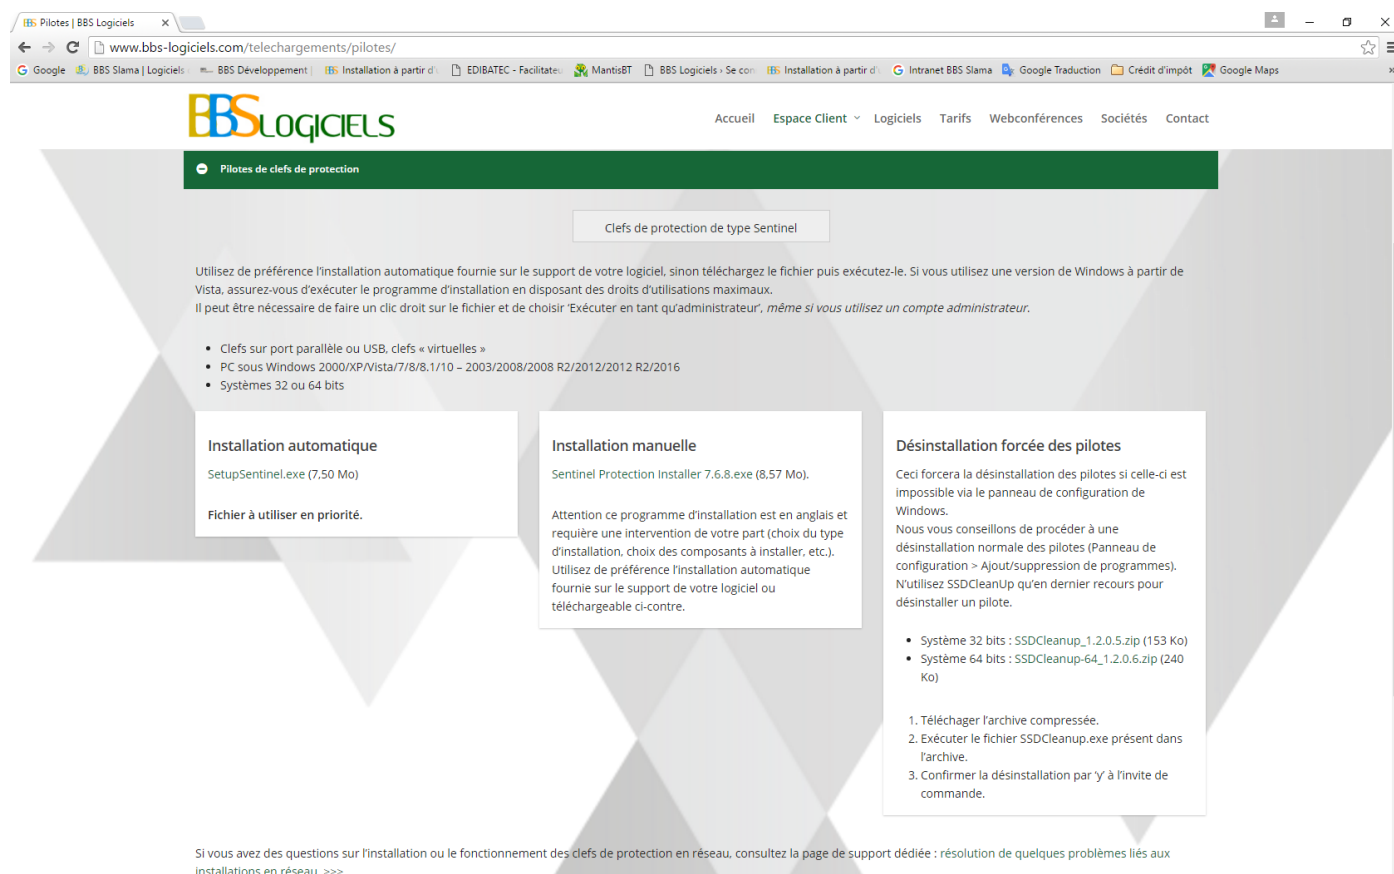 BBS Pilotes | BBS Logiciels
www.bbs-logiciels.com/telechargements/pilotes/
Google BBS Slama | Logiciels BBS Développement | Installation à partir d' EDIBATEC - Facilitateu MantisBT BBS Logiciels › Se con Installation à partir d' Intranet BBS Slama Google Traduction Crédit d'impôt Google Maps »
BBSLOGICIELS
Accueil Espace Client Logiciels Tarifs Webconférences Sociétés Contact
Pilotes de clefs de protection
Clefs de protection de type Sentinel
Utilisez de préférence l'installation automatique fournie sur le support de votre logiciel, sinon téléchargez le fichier puis exécutez-le. Si vous utilisez une version de Windows à partir de
Vista, assurez-vous d'exécuter le programme d'installation en disposant des droits d'utilisations maximaux.
Il peut être nécessaire de faire un clic droit sur le fichier et de choisir 'Exécuter en tant qu'administrateur', même si vous utilisez un compte administrateur.
• Clefs sur port parallèle ou USB, clefs « virtuelles »
• PC sous Windows 2000/XP/Vista/7/8/8.1/10 – 2003/2008/2008 R2/2012/2012 R2/2016
• Systèmes 32 ou 64 bits
Installation automatique
SetupSentinel.exe (7,50 Mo)
Fichier à utiliser en priorité.
Installation manuelle
Sentinel Protection Installer 7.6.8.exe (8,57 Mo).
Attention ce programme d'installation est en anglais et
requière une intervention de votre part (choix du type
d'installation, choix des composants à installer, etc.).
Utilisez de préférence l'installation automatique
fournie sur le support de votre logiciel ou
téléchargeable ci-contre.
Désinstallation forcée des pilotes
Ceci forcera la désinstallation des pilotes si celle-ci est
impossible via le panneau de configuration de
Windows.
Nous vous conseillons de procéder à une
désinstallation normale des pilotes (Panneau de
configuration > Ajout/suppression de programmes).
N'utilisez SSDCleanUp qu'en dernier recours pour
désinstaller un pilote.
• Système 32 bits : SSDCleanup_1.2.0.5.zip (153 Ko)
• Système 64 bits : SSDCleanup-64_1.2.0.6.zip (240
Ko)
1. Téléchager l'archive compressée.
2. Exécuter le fichier SSDCleanup.exe présent dans
l'archive.
3. Confirmer la désinstallation par 'y' à l'invite de
commande.
Si vous avez des questions sur l'installation ou le fonctionnement des clefs de protection en réseau, consultez la page de support dédiée : résolution de quelques problèmes liés aux
installations en réseau. >>>